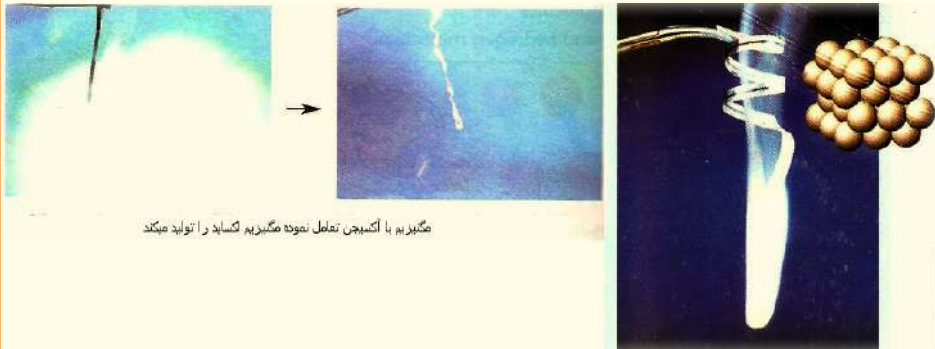 مگنیزیم با آکسیجن تعامل نموده مگنیزیم اکساید را تولید میکند